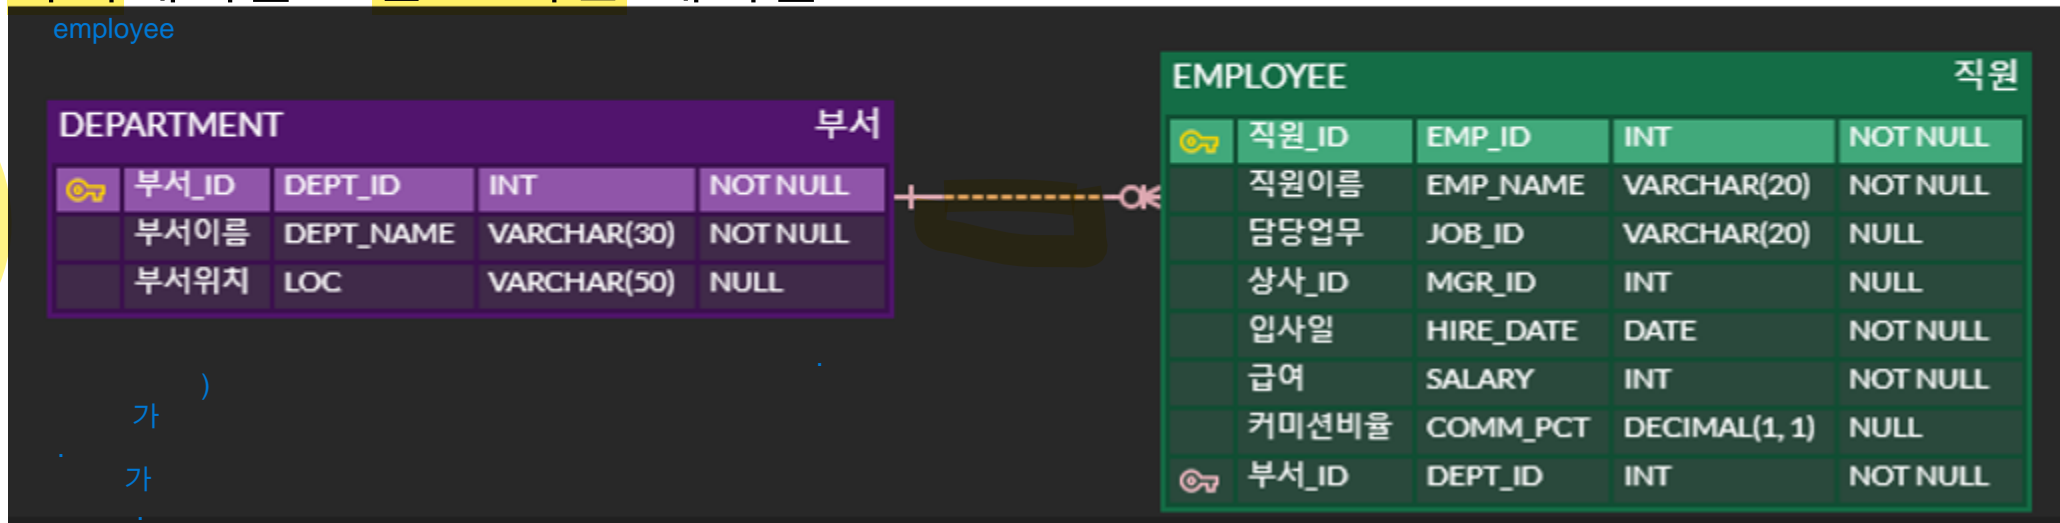 employee
DEPARTMENT 부서
부서_ID DEPT_ID INT NOT NULL
부서이름 DEPT_NAME VARCHAR(30) NOT NULL
부서위치 LOC VARCHAR(50) NULL
EMPLOYEE 직원
직원_ID EMP_ID INT NOT NULL
직원이름 EMP_NAME VARCHAR(20) NOT NULL
담당업무 JOB_ID VARCHAR(20) NULL
상사_ID MGR_ID INT NULL
입사일 HIRE_DATE DATE NOT NULL
급여 SALARY INT NOT NULL
커미션비율 COMM_PCT DECIMAL(1, 1) NULL
부서_ID DEPT_ID INT NOT NULL
.
)
가
.
가
.